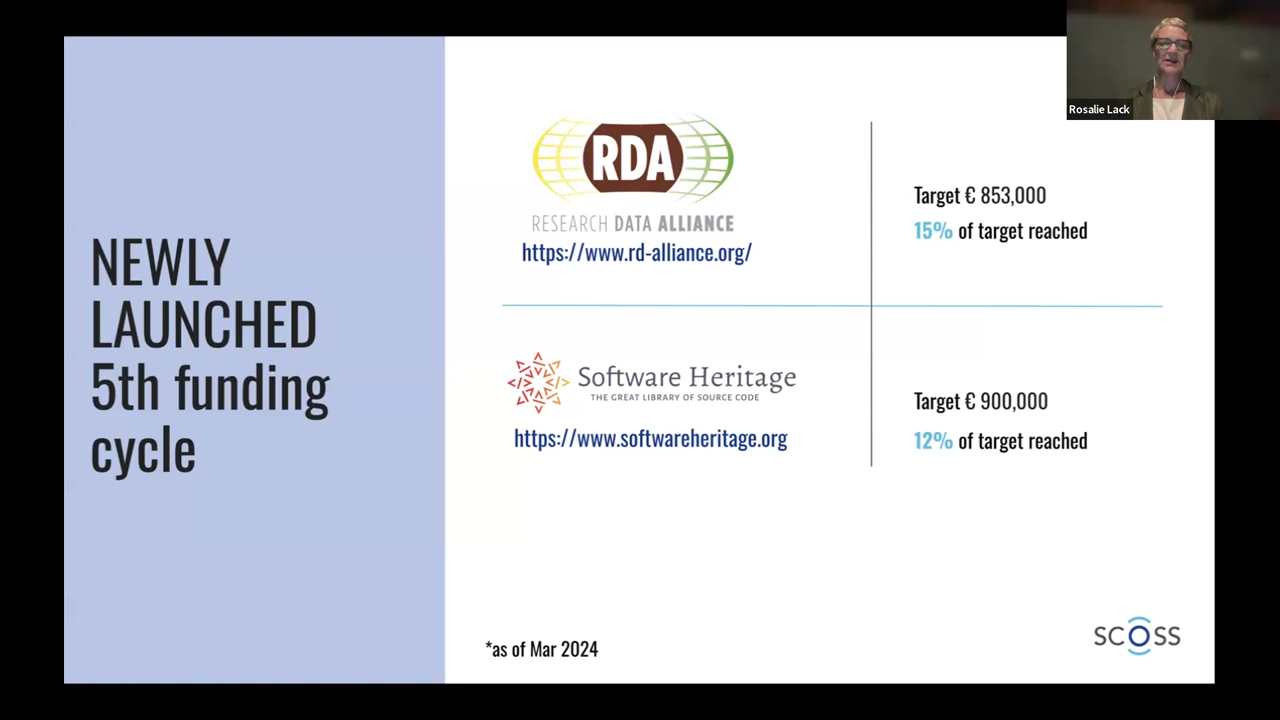 Rosalie Lack
NEWLY
LAUNCHED
5th funding
cycle
RDA
RESEARCH DATA ALLIANCE
https://www.rd-alliance.org/
Target € 853,000
15% of target reached
Software Heritage
THE GREAT LIBRARY OF SOURCE CODE
https://www.softwareheritage.org
Target € 900,000
12% of target reached
*as of Mar 2024
SCOSS